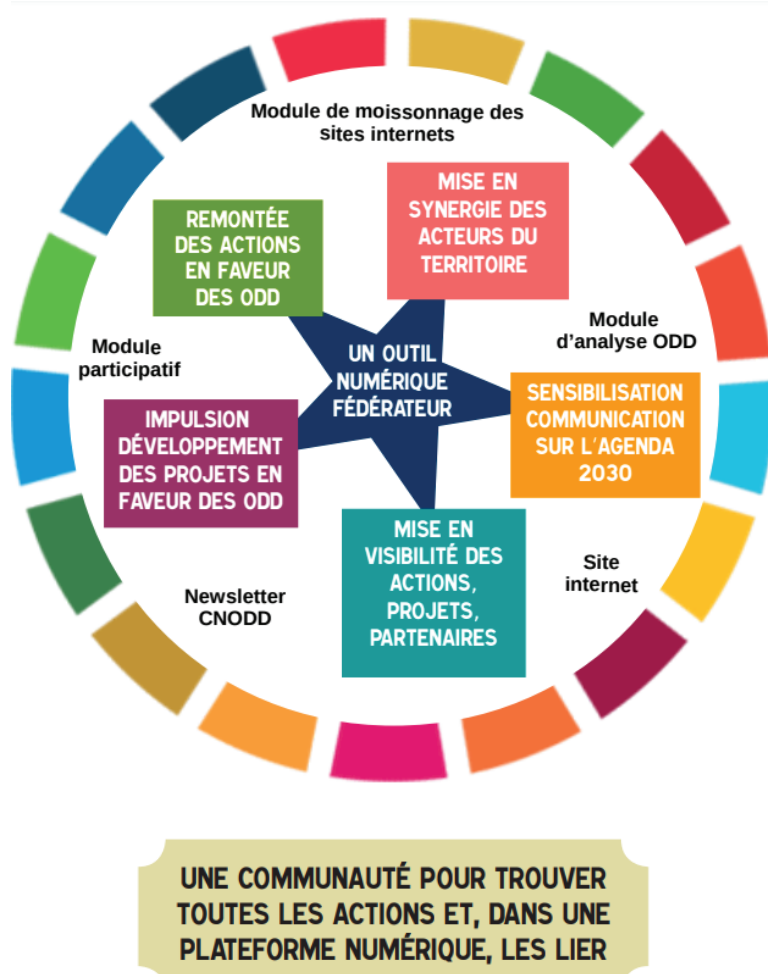 Module de moissonnage des
sites internets
MISE EN
SYNERGIE DES
ACTEURS DU
TERRITOIRE
REMONTÉE
DES ACTIONS
EN FAVEUR
DES ODD
Module
d'analyse ODD
Module
participatif
UN OUTIL
NUMÉRIQUE
FÉDÉRATEUR
SENSIBILISATION
COMMUNICATION
SUR L'AGENDA
2030
IMPULSION
DÉVELOPPEMENT
DES PROJETS EN
FAVEUR DES ODD
MISE EN
VISIBILITÉ DES
ACTIONS,
PROJETS,
PARTENAIRES
Site
internet
Newsletter
CNODD
UNE COMMUNAUTÉ POUR TROUVER
TOUTES LES ACTIONS ET, DANS UNE
PLATEFORME NUMÉRIQUE, LES LIER